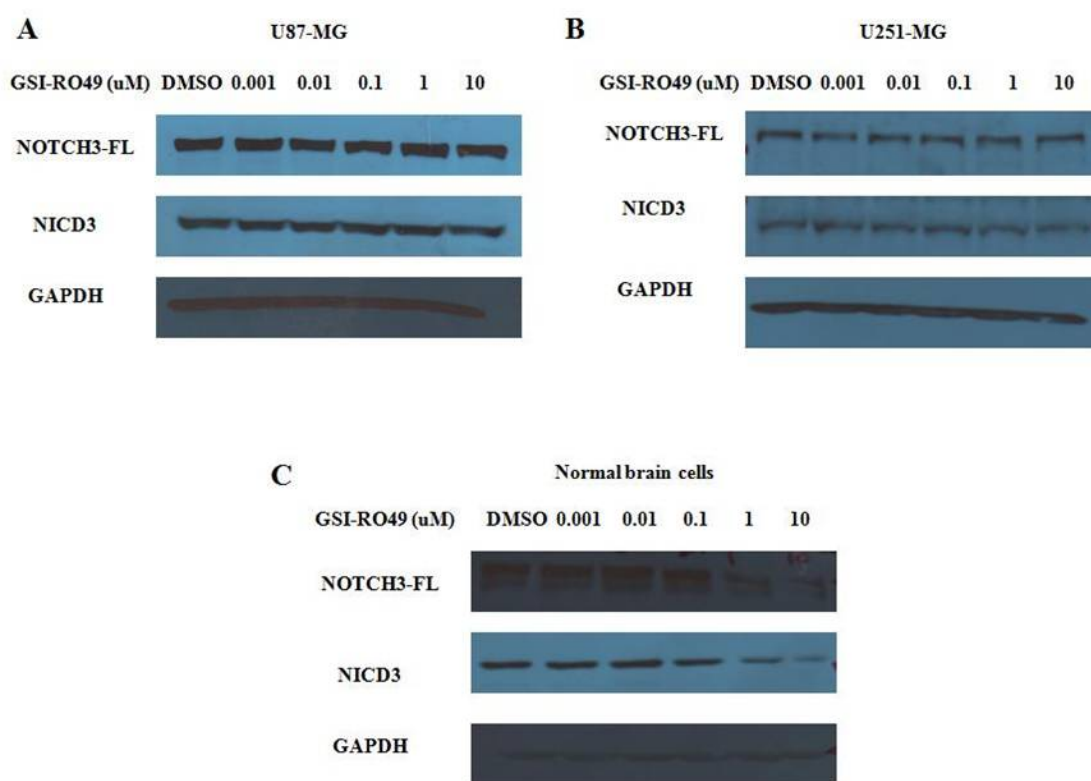 A
U87-MG
GSI-RO49 (uM) DMSO 0.001 0.01 0.1 1 10
NOTCH3-FL
NICD3
GAPDH
B
U251-MG
GSI-RO49 (uM) DMSO 0.001 0.01 0.1 1 10
NOTCH3-FL
NICD3
GAPDH
C
Normal brain cells
GSI-RO49 (uM) DMSO 0.001 0.01 0.1 1 10
NOTCH3-FL
NICD3
GAPDH